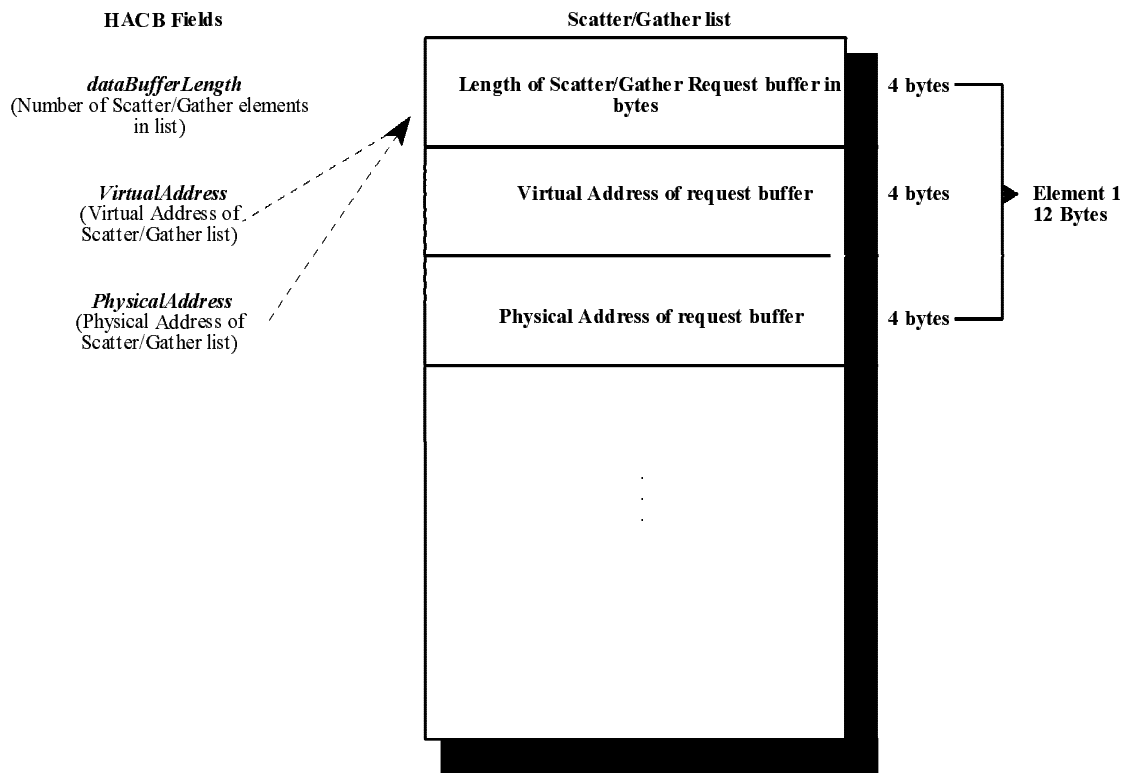 HACB Fields
Scatter/Gather list
dataBufferLength
(Number of Scatter/Gather elements
in list)
Length of Scatter/Gather Request buffer in
bytes
4 bytes
VirtualAddress
(Virtual Address of
Scatter/Gather list)
Virtual Address of request buffer
4 bytes
Element 1
12 Bytes
PhysicalAddress
(Physical Address of
Scatter/Gather list)
Physical Address of request buffer
4 bytes
.
.
.